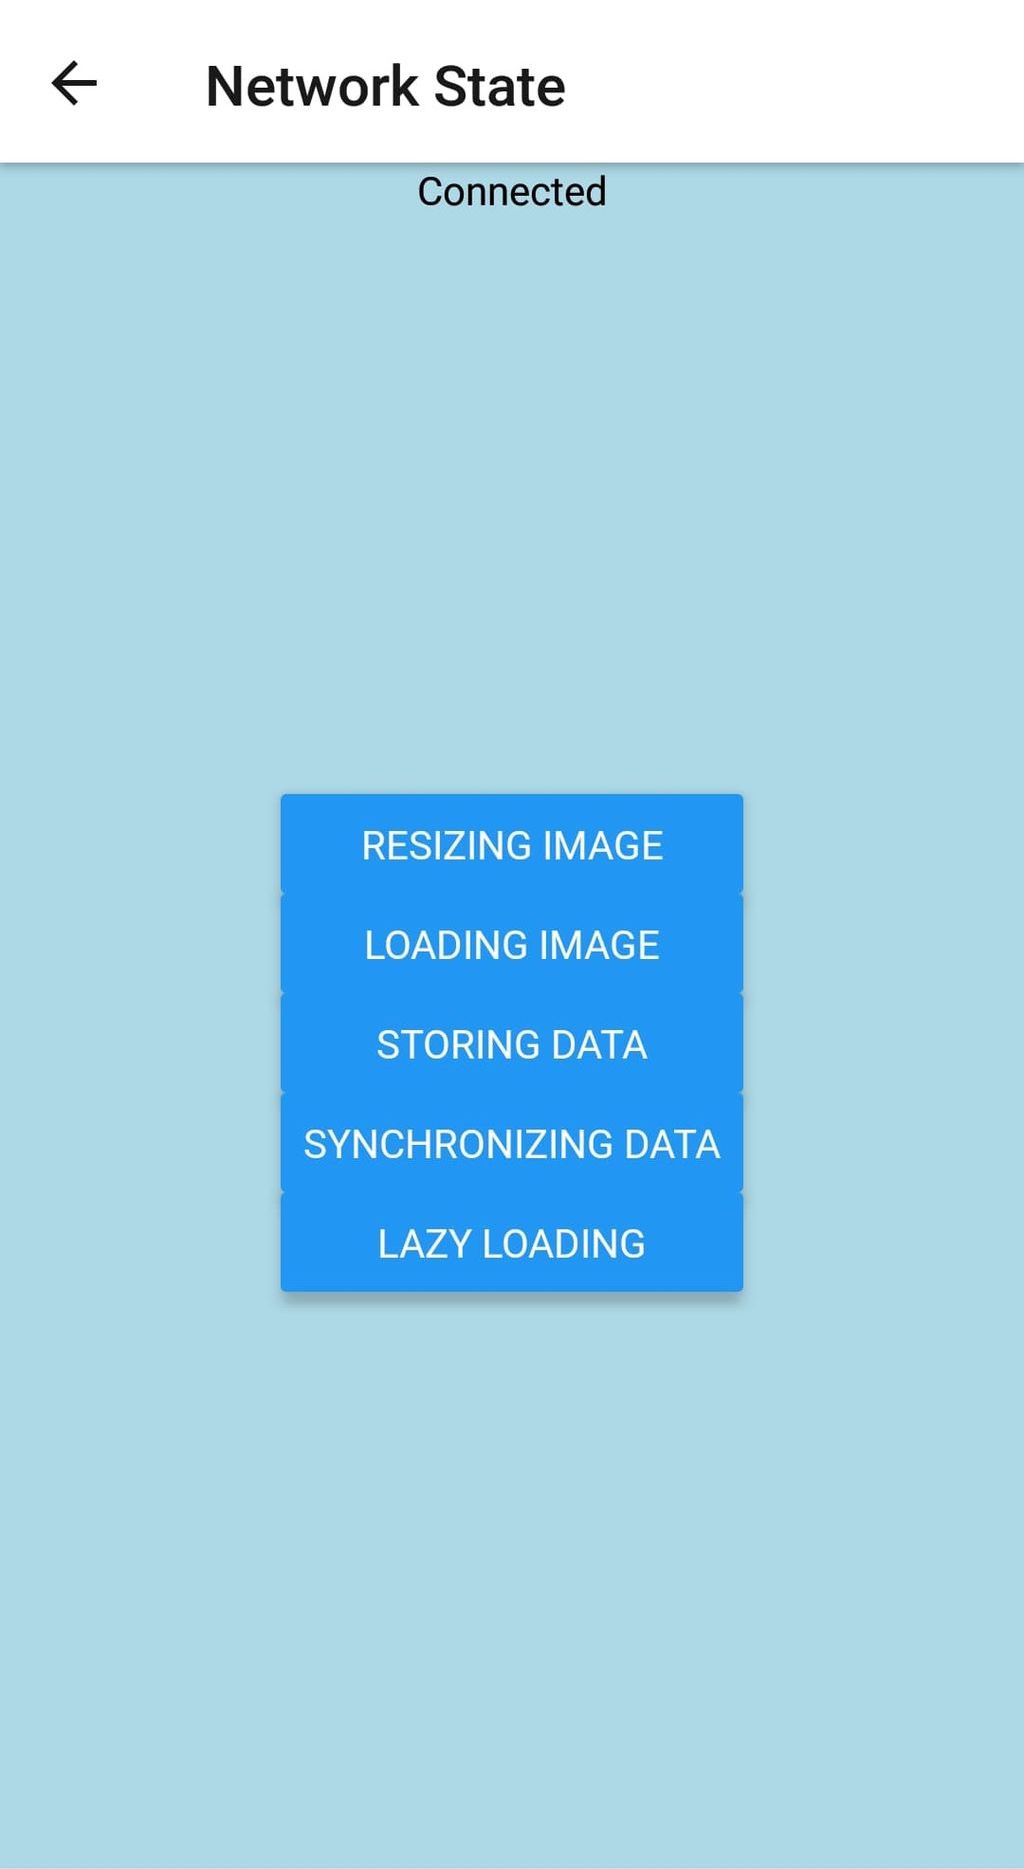 Network State
Connected
RESIZING IMAGE
LOADING IMAGE
STORING DATA
SYNCHRONIZING DATA
LAZY LOADING